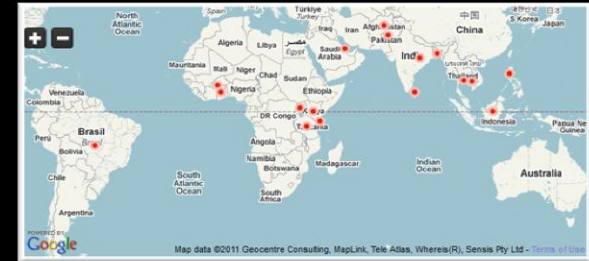 North
Atlantic
Ocean
Spain
Türkiye
Turkey
Iraq
Iran
Afghanistan
Pakistan
中国
China
S Korea
日本
Japan
Algeria
Libya
مصر
Egypt
Saudi
Arabia
Mauritania
Mali
Niger
Chad
Sudan
Nigeria
Ethiopia
Thailand
Venezuela
Colombia
DR Congo
Indonesia
Papua New
Guinea
Peru
Brasil
Bolivia
Angola
Namibia
Botswana
Madagascar
Indian
Ocean
Chile
South
Atlantic
Ocean
South
Africa
Australia
Argentina
POWERED BY
Google
Map data ©2011 Geocentre Consulting, MapLink, Tele Atlas, Whereis(R), Sensis Pty Ltd - Terms of Use